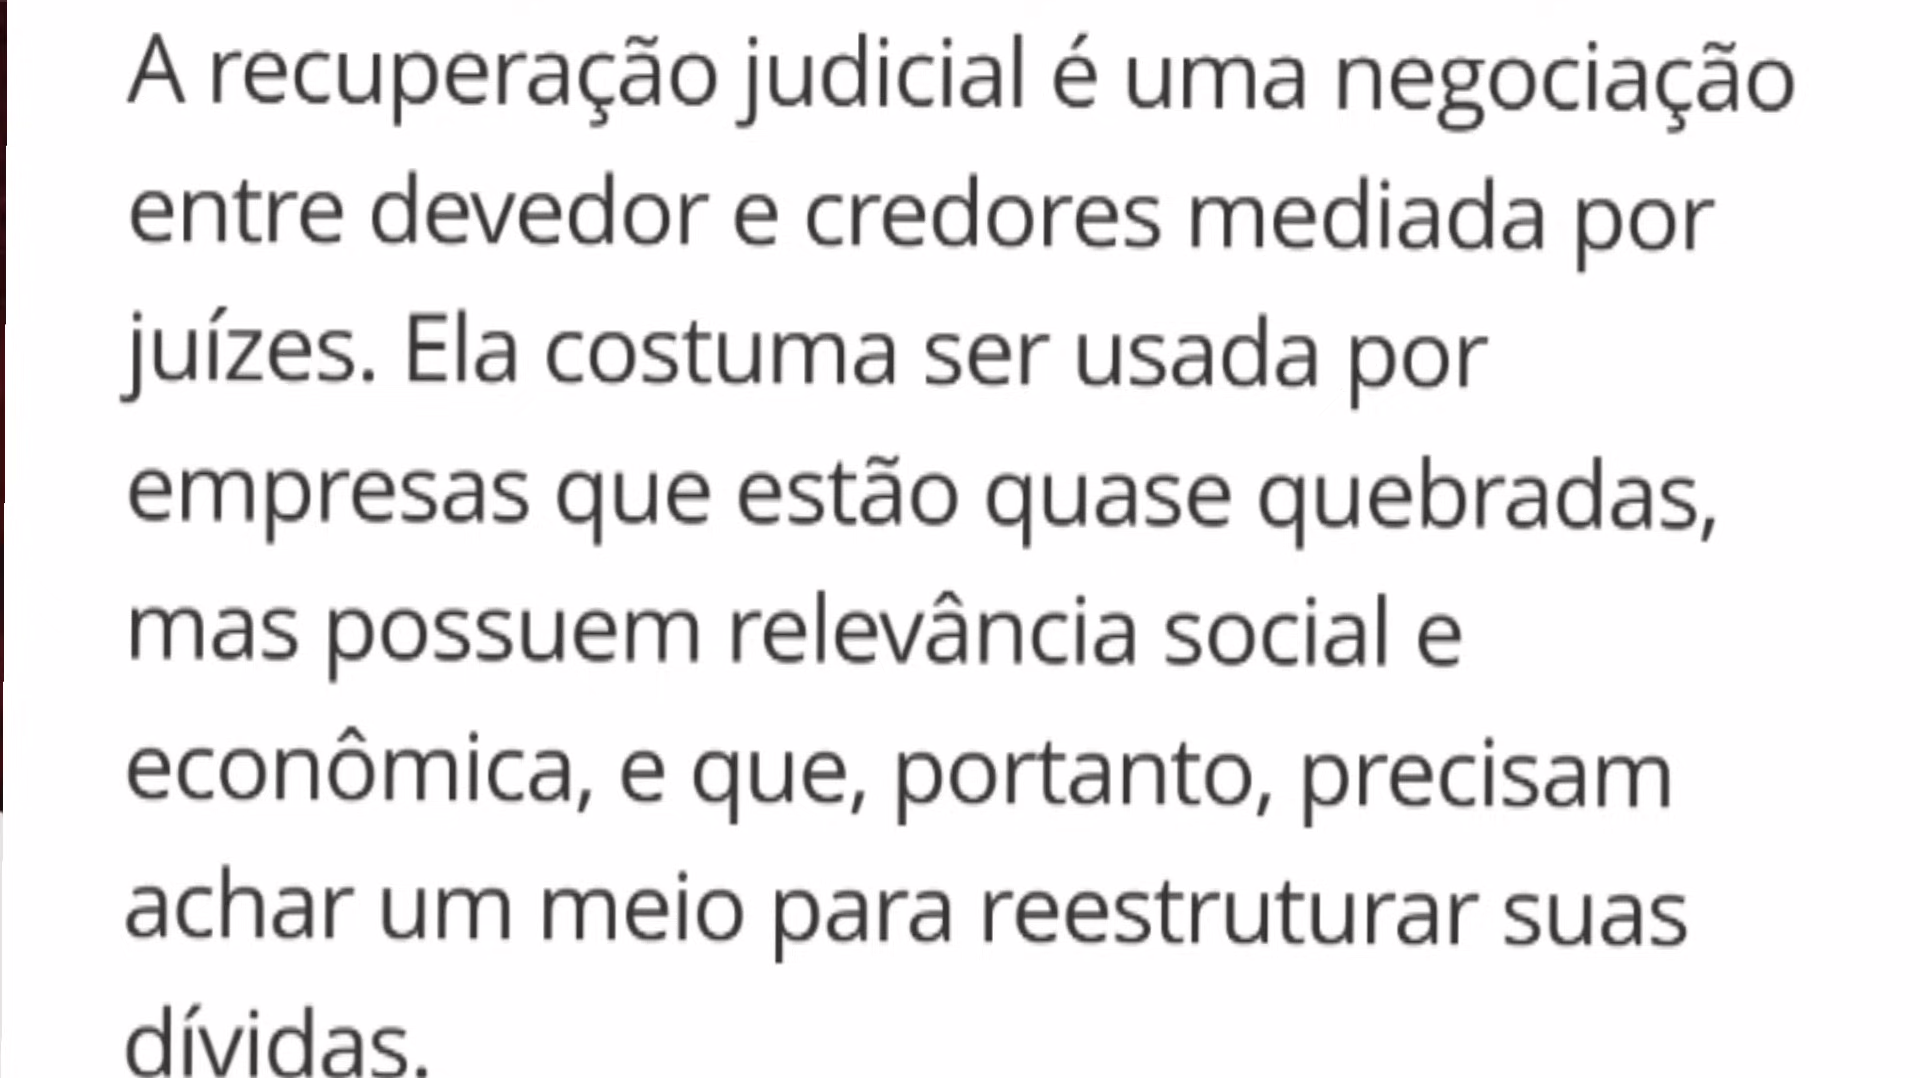 A recuperação judicial é uma negociação
entre devedor e credores mediada por
juízes. Ela costuma ser usada por
empresas que estão quase quebradas,
mas possuem relevância social e
econômica, e que, portanto, precisam
achar um meio para reestruturar suas
dívidas.